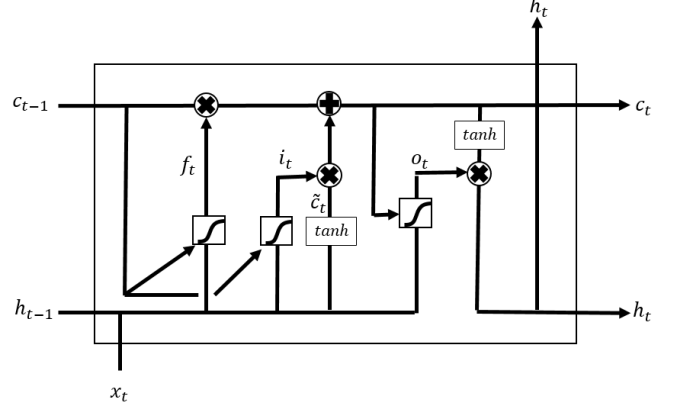 h_t
c_{t-1}
c_t
tanh
f_t
i_t
o_t
c̃_t
tanh
h_{t-1}
h_t
x_t